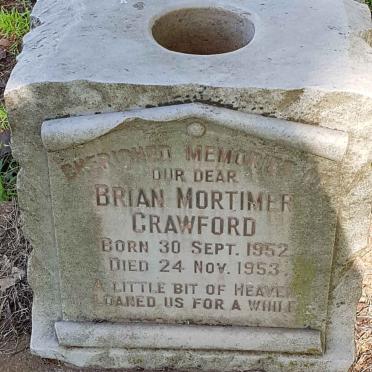 CHERISHED MEMORIES
OUR DEAR
BRIAN MORTIMER
CRAWFORD
BORN 30 SEPT. 1952
DIED 24 NOV. 1953.
A LITTLE BIT OF HEAVEN
LOANED US FOR A WHILE